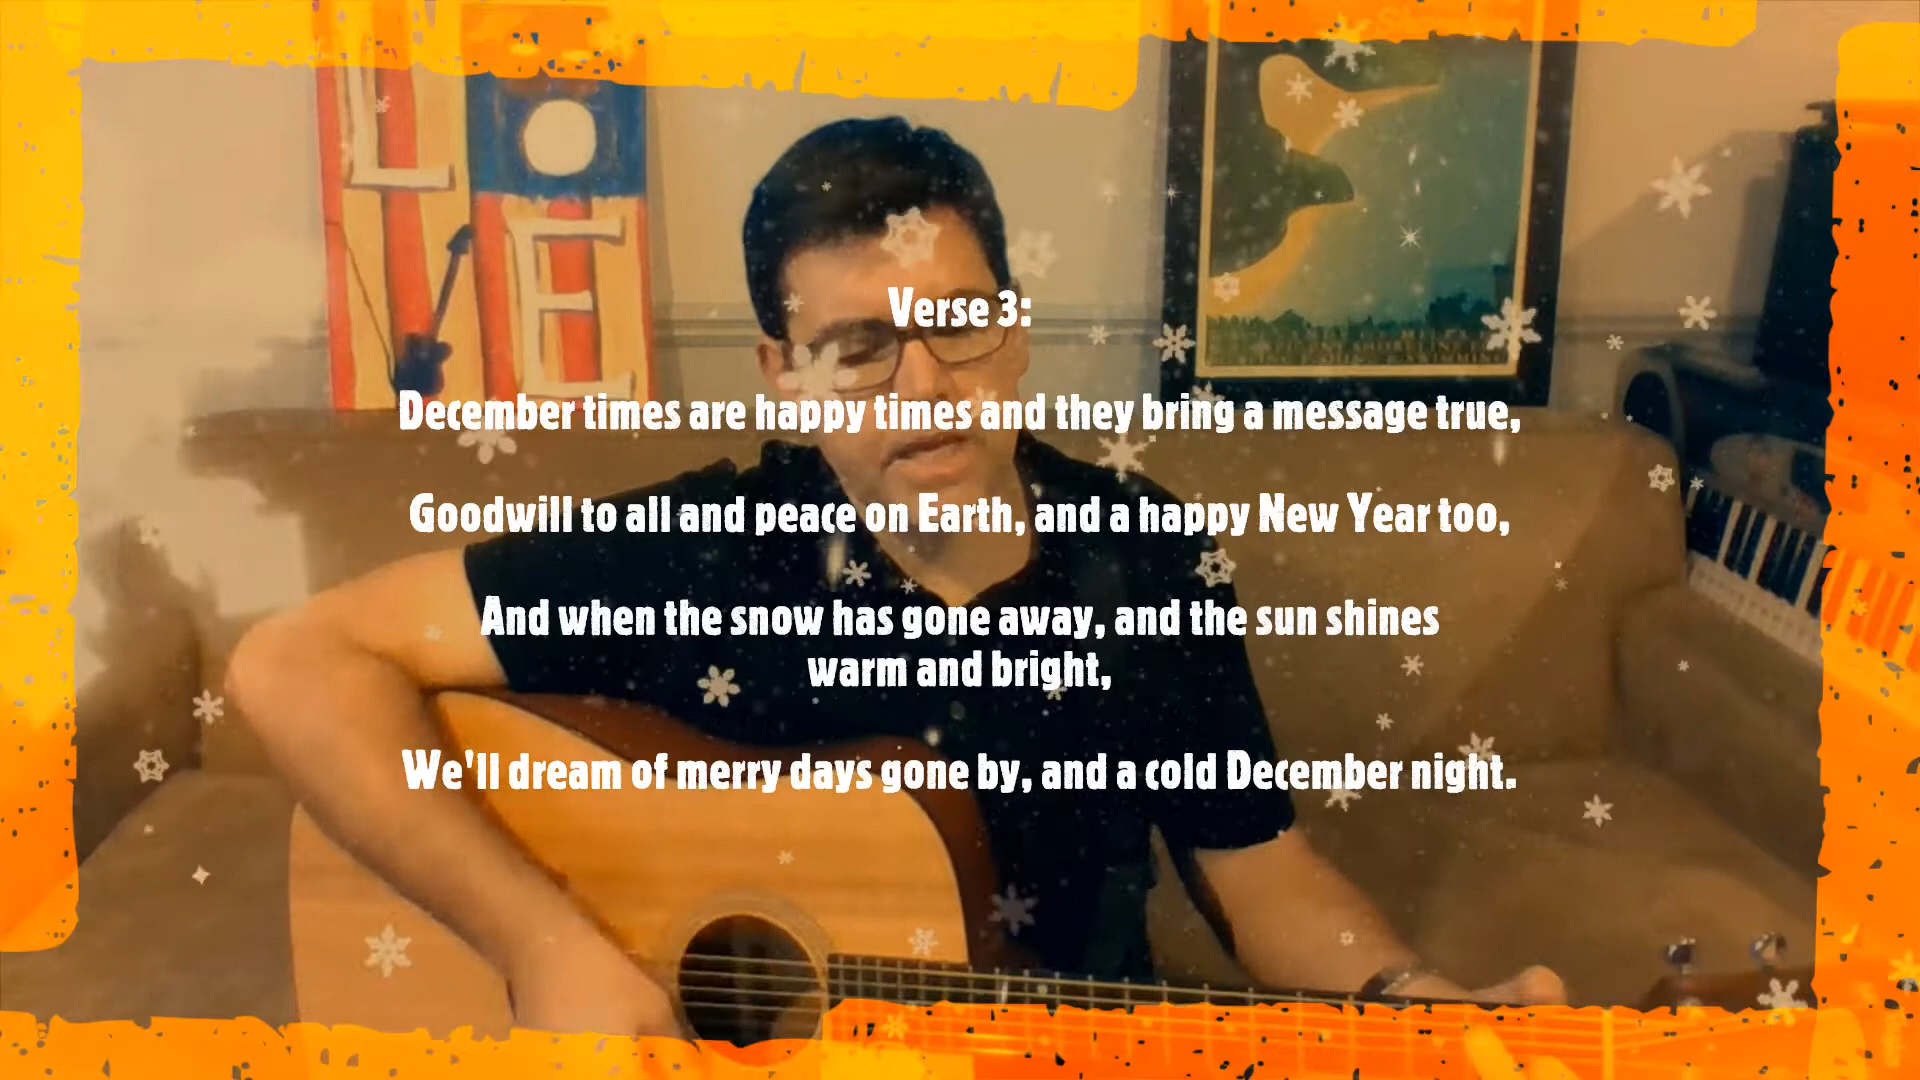 LOVE
Verse 3:
December times are happy times and they bring a message true,
Goodwill to all and peace on Earth, and a happy New Year too,
And when the snow has gone away, and the sun shines
warm and bright,
We'll dream of merry days gone by, and a cold December night.